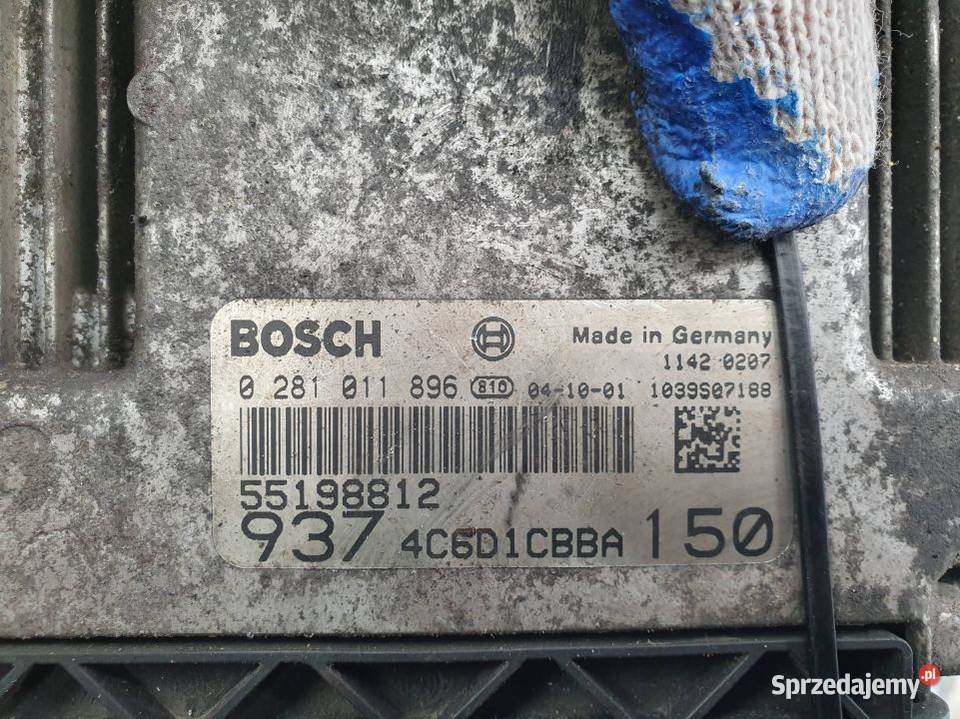 BOSCH Made in Germany
1142 0207
0 281 011 896 810 04-10-01 1039S07188
55198812
937 4C6D1CBBA 150
Sprzedajemy.pl